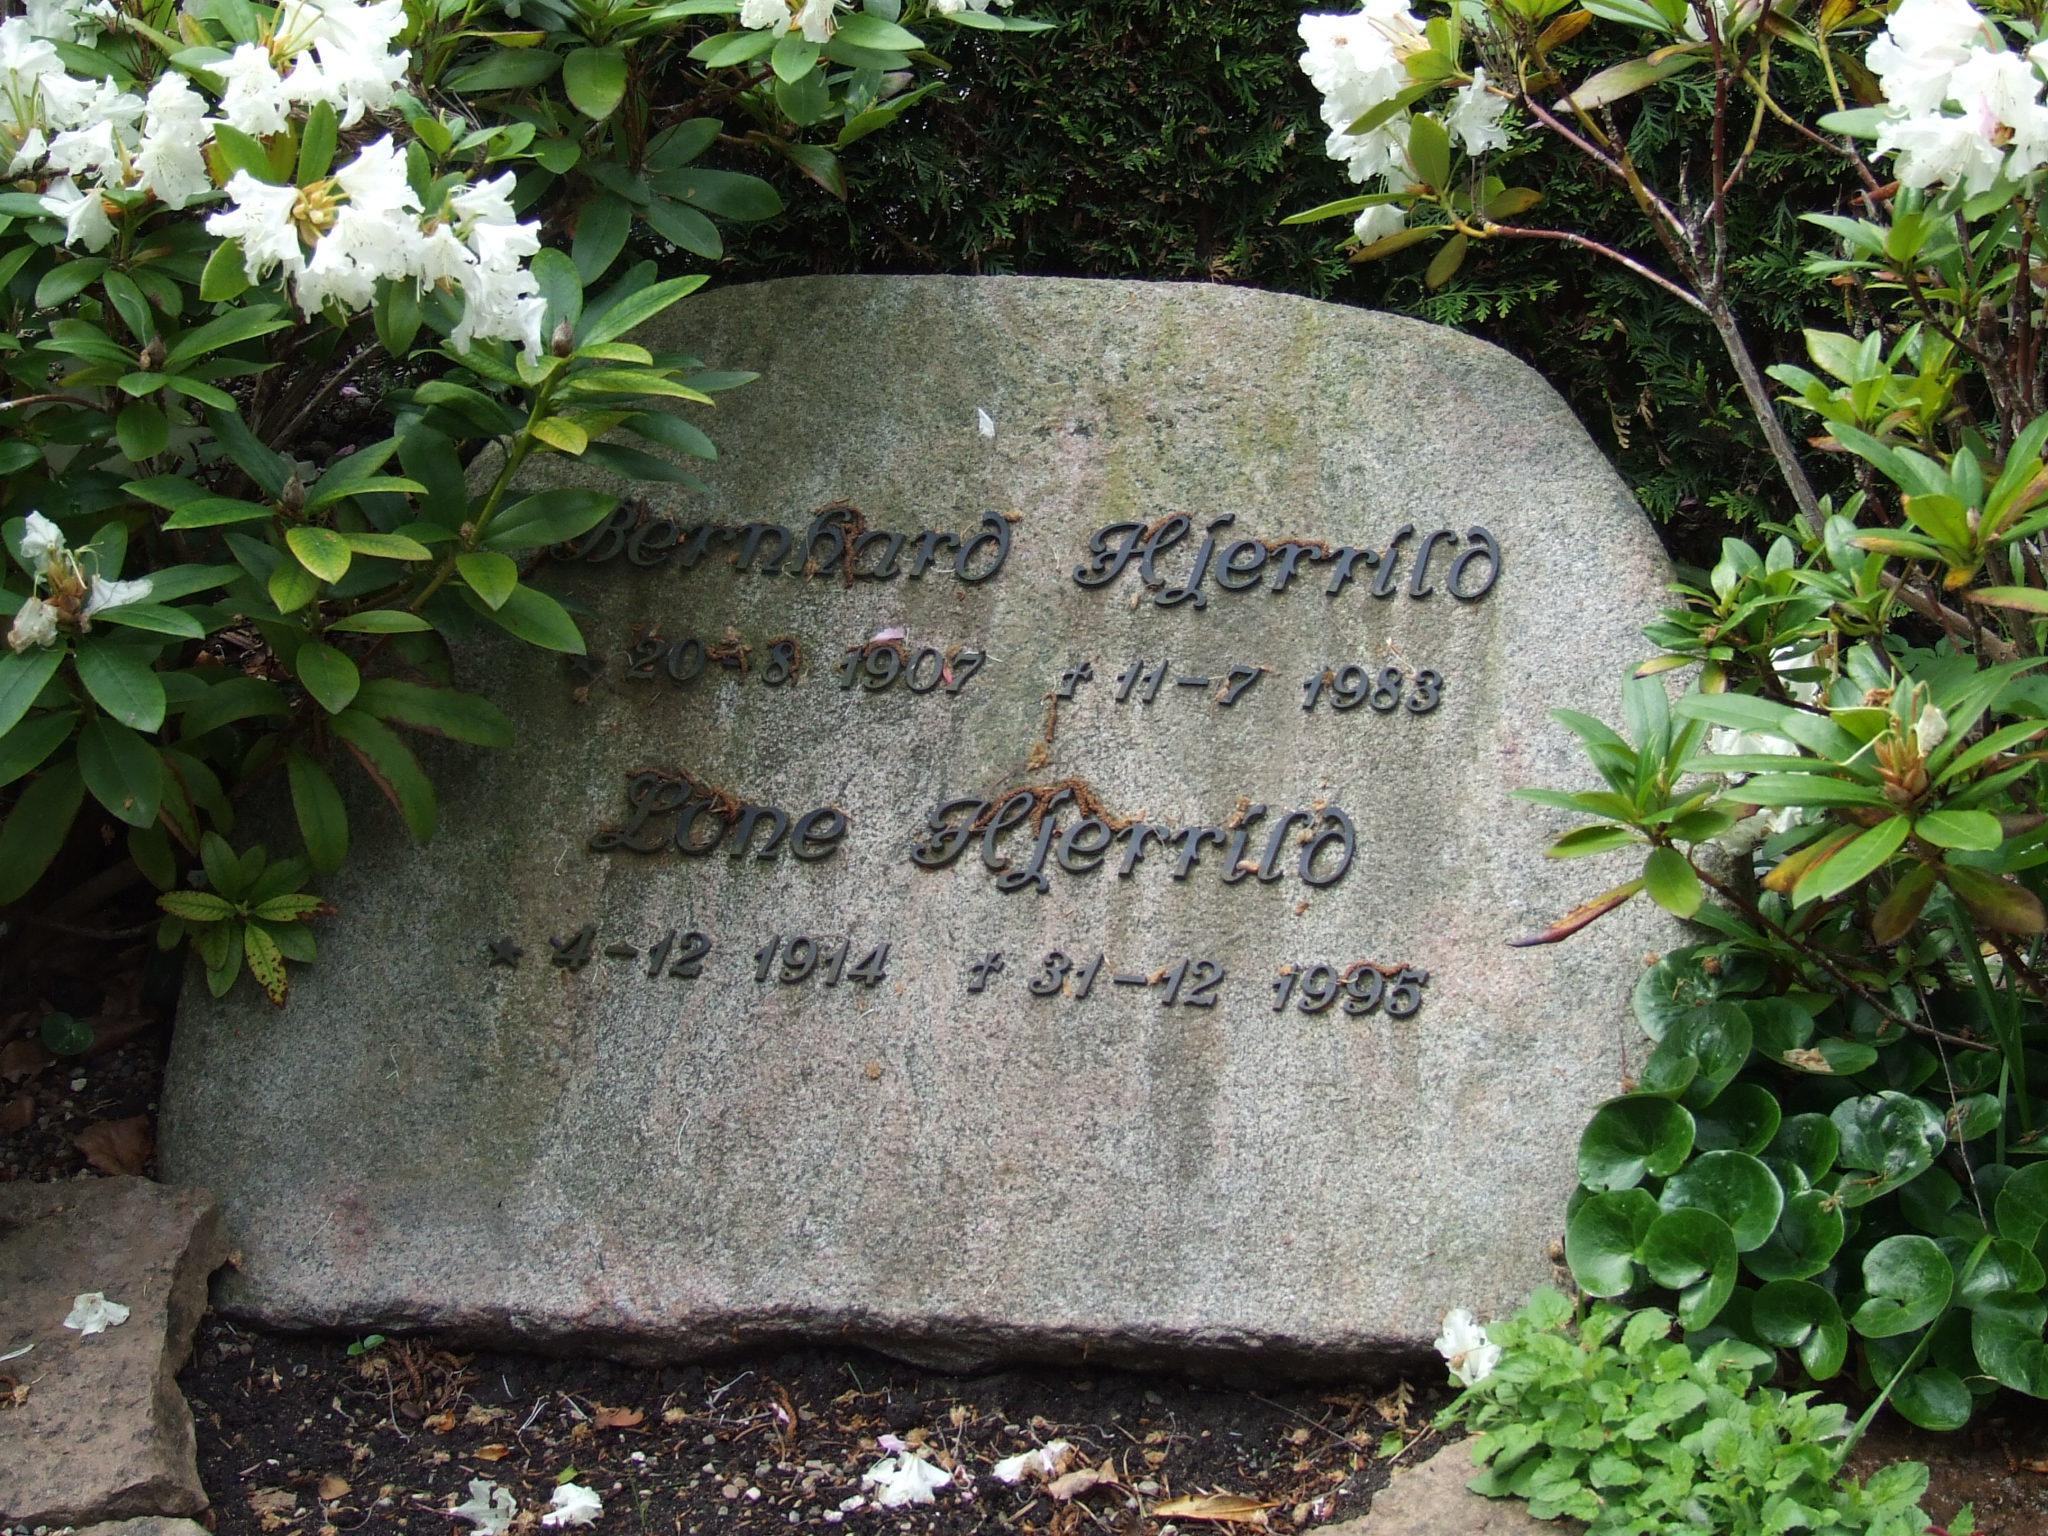 Bernhard Hjerrild
★ 20-8 1907 † 11-7 1983
Lone Hjerrild
★ 4-12 1914 † 31-12 1995